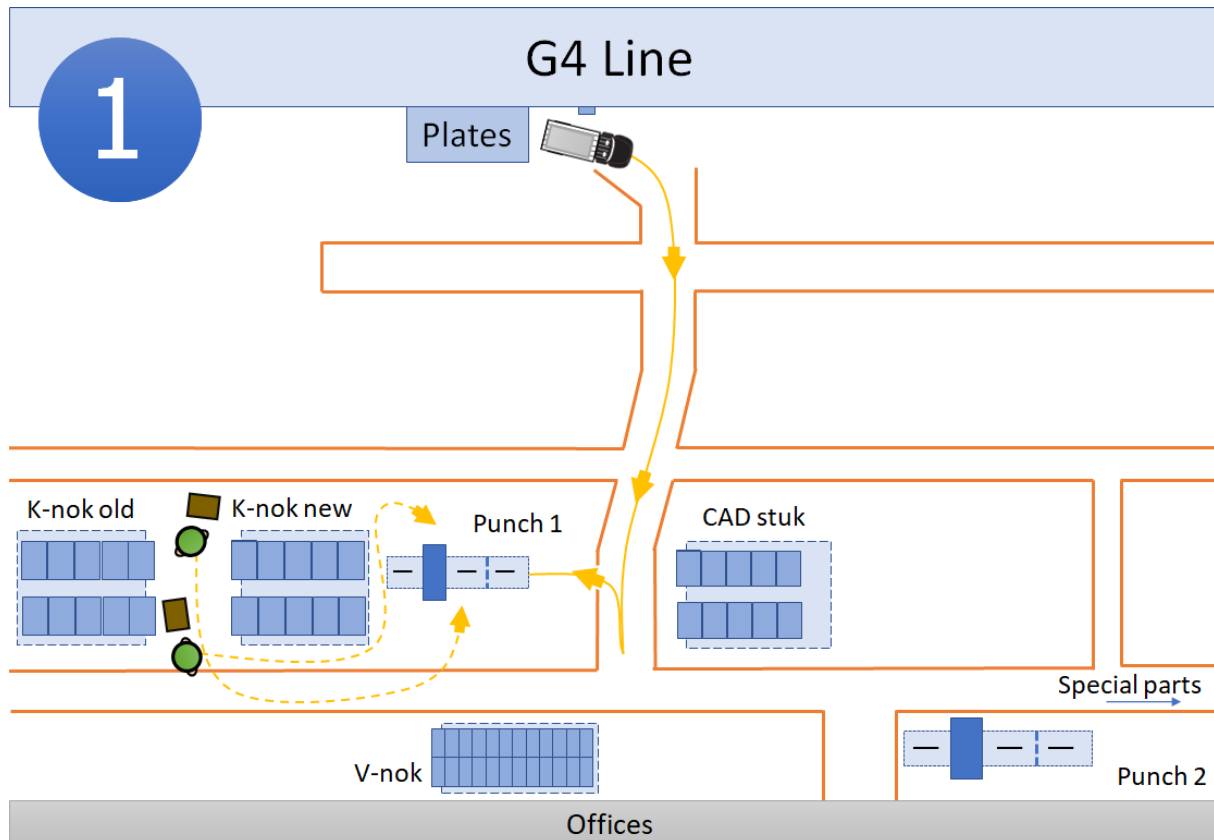 G4 Line
1
Plates
K-nok old
K-nok new
Punch 1
CAD stuk
Special parts
V-nok
Punch 2
Offices